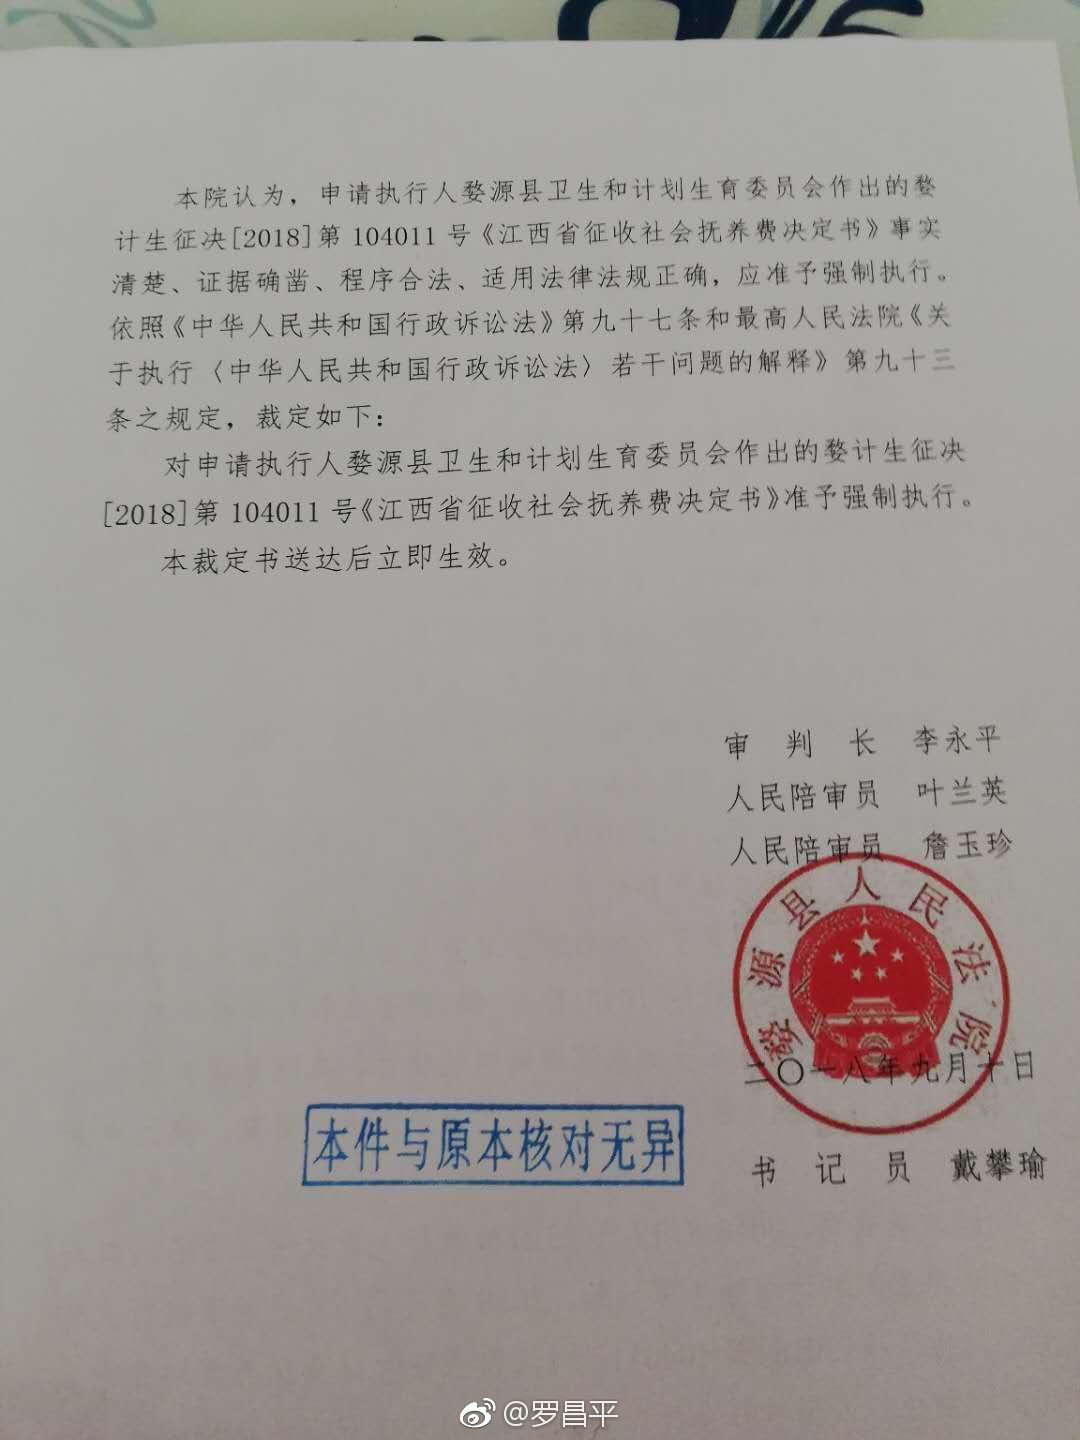 本院认为，申请执行人婺源县卫生和计划生育委员会作出的婺
计生征决[2018]第 104011 号《江西省征收社会抚养费决定书》事实
清楚、证据确凿、程序合法、适用法律法规正确，应准予强制执行。
依照《中华人民共和国行政诉讼法》第九十七条和最高人民法院《关
于执行〈中华人民共和国行政诉讼法〉若干问题的解释》第九十三
条之规定，裁定如下：
对申请执行人婺源县卫生和计划生育委员会作出的婺计生征决
[2018]第 104011 号《江西省征收社会抚养费决定书》准予强制执行。
本裁定书送达后立即生效。
审 判 长 李永平
人民陪审员 叶兰英
人民陪审员 詹玉珍
婺源县人民法院
二〇一八年九月十日
本件与原本核对无异
书 记 员 戴攀瑜
@罗昌平